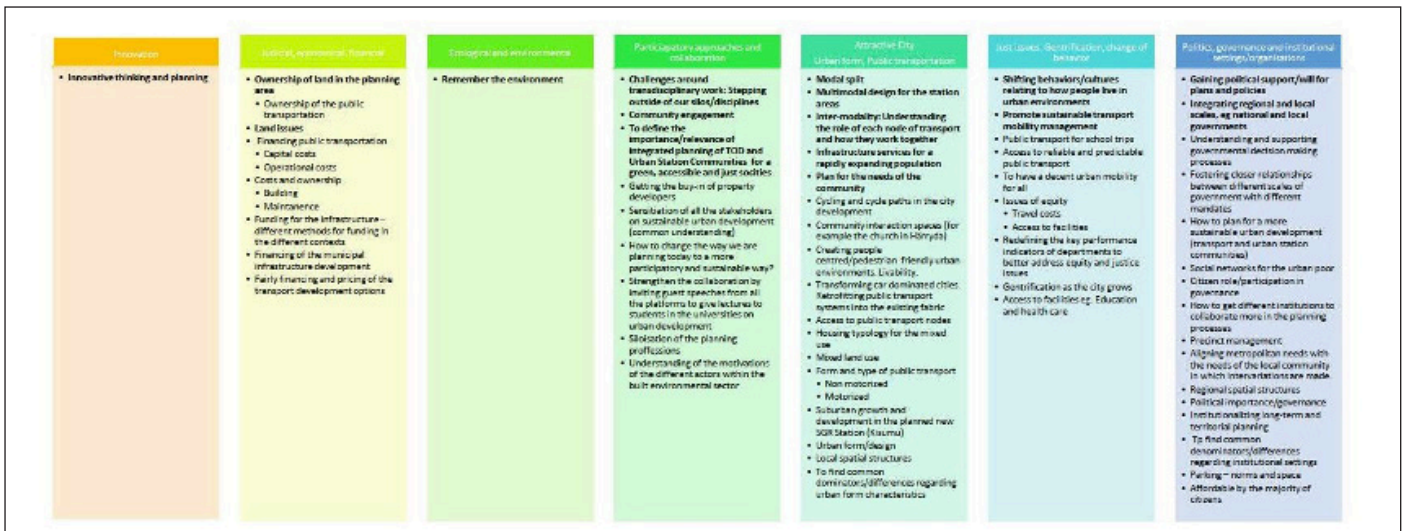 Innovation
• Innovative thinking and planning
Judicial, economical, financial
• Ownership of land in the planning
area
• Ownership of the public
transportation
• Land issues
• Financing public transportation
• Capital costs
• Operational costs
• Costs and ownership
• Building
• Maintanence
• Funding for the infrastructure –
different methods for funding in
the different contexts
• Financing of the municipal
infrastructure development
• Fairly financing and pricing of the
transport development options
Ecological and environmental
• Remember the environment
Participatory approaches and
collaboration
• Challenges around
transdisciplinary work: Stepping
outside of our silos/disciplines
• Community engagement
• To define the
importance/relevance of
integrated planning of TOD and
Urban Station Communities for a
green, accessible and just socities
• Getting the buy-in of property
developers
• Sensitiation of all the stakeholders
on sustainable urban development
(common understanding)
• How to change the way we are
planning today to a more
participatory and sustainable way?
• Strengthen the collaboration by
inviting guest speeches from all
the platforms to give lectures to
students in the universities on
urban development
• Siloisation of the planning
proffessions
• Understanding of the motivations
of the different actors within the
built environmental sector
Attractive City
Urban form, Public transportation
• Modal split
• Multimodal design for the station
areas
• Inter-modality: Understanding
the role of each node of transport
and how they work together
• Infrastructure services for a
rapidly expanding population
• Plan for the needs of the
community
• Cycling and cycle paths in the city
development
• Community interaction spaces (for
example the church in Härryda)
• Creating people
centred/pedestrian friendly urban
environments. Livability.
• Transforming car dominated cities.
Retrofitting public transport
systems into the existing fabric
• Access to public transport nodes
• Housing typology for the mixed
use
• Mixed land use
• Form and type of public transport
• Non motorized
• Motorized
• Suburban growth and
development in the planned new
SGR Station (Kisumu)
• Urban form/design
• Local spatial structures
• To find common
dominators/differences regarding
urban form characteristics
Just issues, Gentrification, change of
behavior
• Shifting behaviors/cultures
relating to how people live in
urban environments
• Promote sustainable transport
mobility management
• Public transport for school trips
• Access to reliable and predictable
public transport
• To have a decent urban mobility
for all
• Issues of equity
• Travel costs
• Access to facilities
• Redefining the key performance
indicators of departments to
better address equity and justice
issues
• Gentrification as the city grows
• Access to facilities eg. Education
and health care
Politics, governance and institutional
settings/organisations
• Gaining political support/will for
plans and policies
• Integrating regional and local
scales, eg national and local
governments
• Understanding and supporting
governmental decision making
processes
• Fostering closer relationships
between different scales of
government with different
mandates
• How to plan for a more
sustainable urban development
(transport and urban station
communities)
• Social networks for the urban poor
• Citizen role/participation in
governance
• How to get different institutions to
collaborate more in the planning
processes
• Precinct management
• Aligning metropolitan needs with
the needs of the local community
in which are made.
• Regional spatial structures
• Political importance/governance
• Institutionalizing long-term and
territorial planning
• Tp find common
denominators/differences
regarding institutional settings
• Parking – norms and space
• Affordable by the majority of
citizens